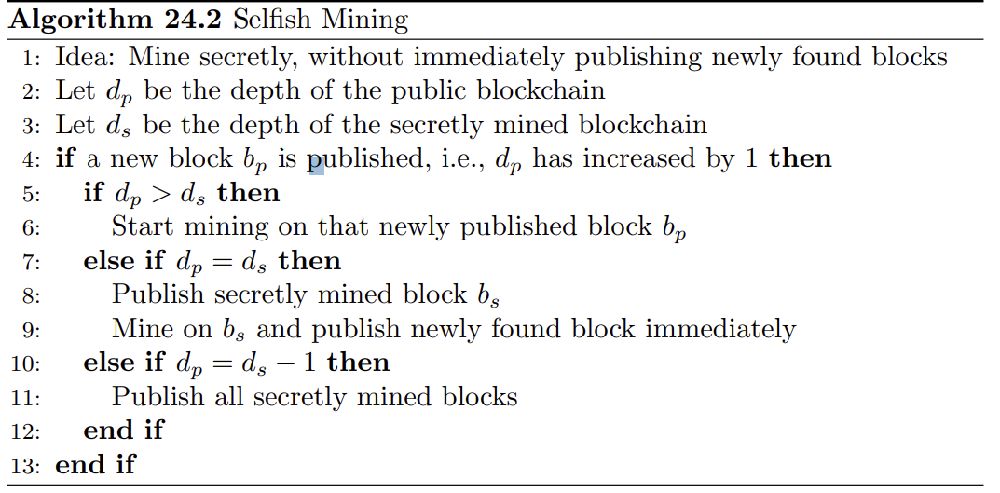 Algorithm 24.2 Selfish Mining
1: Idea: Mine secretly, without immediately publishing newly found blocks
2: Let d_p be the depth of the public blockchain
3: Let d_s be the depth of the secretly mined blockchain
4: if a new block b_p is published, i.e., d_p has increased by 1 then
5: if d_p > d_s then
6: Start mining on that newly published block b_p
7: else if d_p = d_s then
8: Publish secretly mined block b_s
9: Mine on b_s and publish newly found block immediately
10: else if d_p = d_s − 1 then
11: Publish all secretly mined blocks
12: end if
13: end if